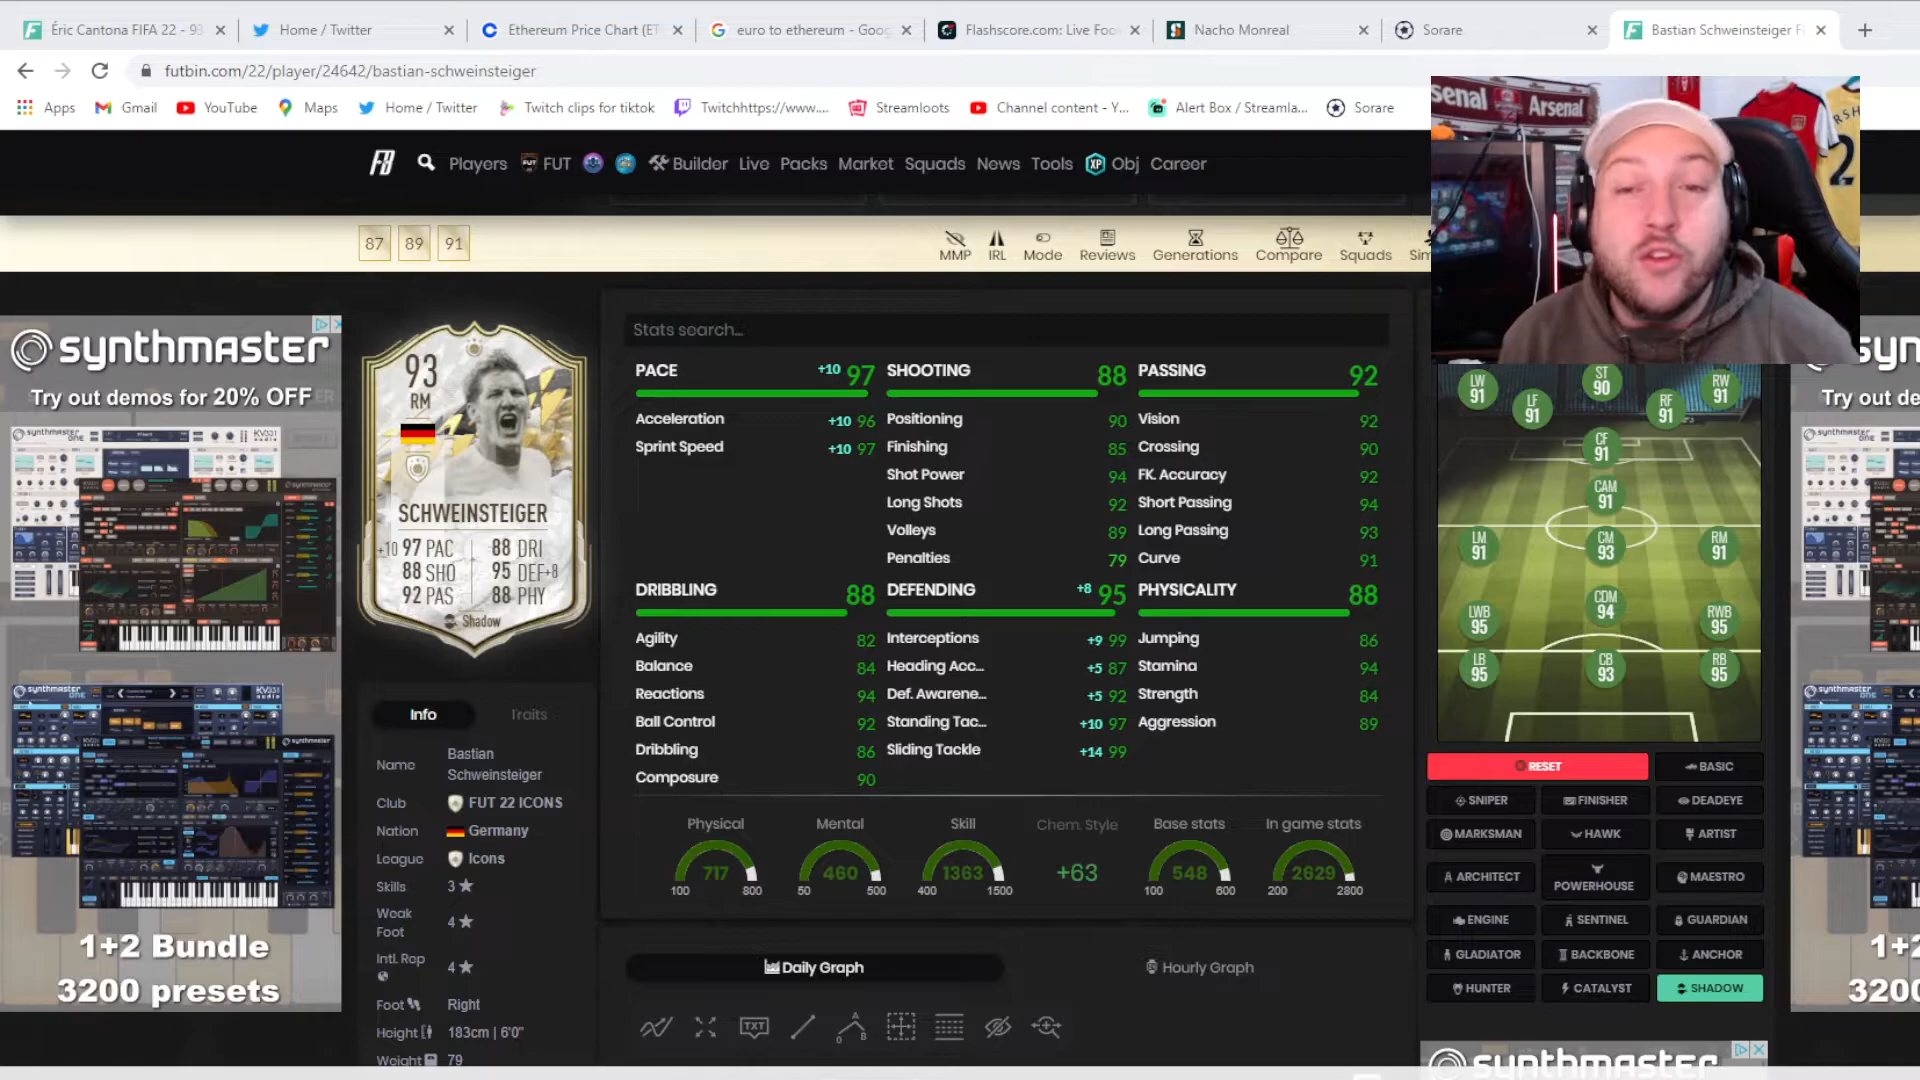 Éric Cantona FIFA 22 - 93
Home / Twitter
Ethereum Price Chart (ET
euro to ethereum - Goog
Flashscore.com: Live Foo
Nacho Monreal
Sorare
Bastian Schweinsteiger F
futbin.com/22/player/24642/bastian-schweinsteiger
Apps
Gmail
YouTube
Maps
Home / Twitter
Twitch clips for tiktok
Twitchhttps://www....
Streamloots
Channel content - Y...
Alert Box / Streamla...
Sorare
Players
FUT
Builder
Live
Packs
Market
Squads
News
Tools
XP Obj
Career
87 89 91
MMP
IRL
Mode
Reviews
Generations
Compare
Squads
Arsenal
synthmaster
Try out demos for 20% OFF
1+2 Bundle
3200 presets
93
RM
SCHWEINSTEIGER
+10 97 PAC 88 DRI
88 SHO 95 DEF+8
92 PAS 88 PHY
Shadow
Info Traits
Name Bastian Schweinsteiger
Club FUT 22 ICONS
Nation Germany
League Icons
Skills 3
Weak Foot 4
Intl. Rep 4
Foot Right
Height 183cm | 6'0"
Weight 79
Stats search...
PACE +10 97
Acceleration +10 96
Sprint Speed +10 97
SHOOTING 88
Positioning 90
Finishing 85
Shot Power 94
Long Shots 92
Volleys 89
Penalties 79
PASSING 92
Vision 92
Crossing 90
FK. Accuracy 92
Short Passing 94
Long Passing 93
Curve 91
DRIBBLING 88
Agility 82
Balance 84
Reactions 94
Ball Control 92
Dribbling 86
Composure 90
DEFENDING +8 95
Interceptions +9 99
Heading Acc... +5 87
Def. Awarene... +5 92
Standing Tac... +10 97
Sliding Tackle +14 99
PHYSICALITY 88
Jumping 86
Stamina 94
Strength 84
Aggression 89
Physical 717 100 800
Mental 460 50 500
Skill 1363 400 1500
Chem. Style +63
Base stats 548 100 600
In game stats 2629 200 2800
Daily Graph
Hourly Graph
TXT
LW 91
LF 91
ST 90
RF 91
RW 91
CF 91
CAM 91
LM 91
CM 93
RM 91
CDM 94
LWB 95
RWB 95
LB 95
CB 93
RB 95
RESET BASIC
SNIPER FINISHER DEADEYE
MARKSMAN HAWK ARTIST
ARCHITECT POWERHOUSE MAESTRO
ENGINE SENTINEL GUARDIAN
GLADIATOR BACKBONE ANCHOR
HUNTER CATALYST SHADOW
synthmaster
Try out de
1+2
3200